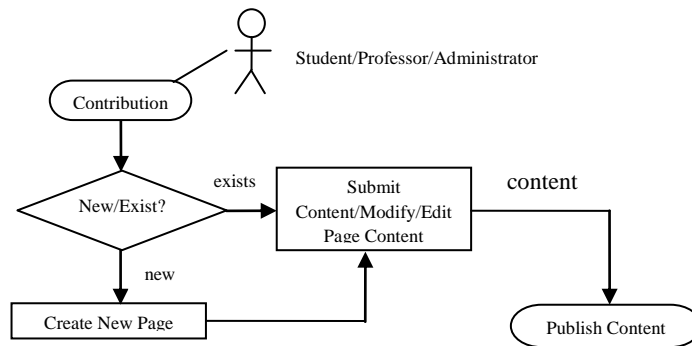 Student/Professor/Administrator
Contribution
New/Exist?
exists
Submit
Content/Modify/Edit
Page Content
content
new
Create New Page
Publish Content